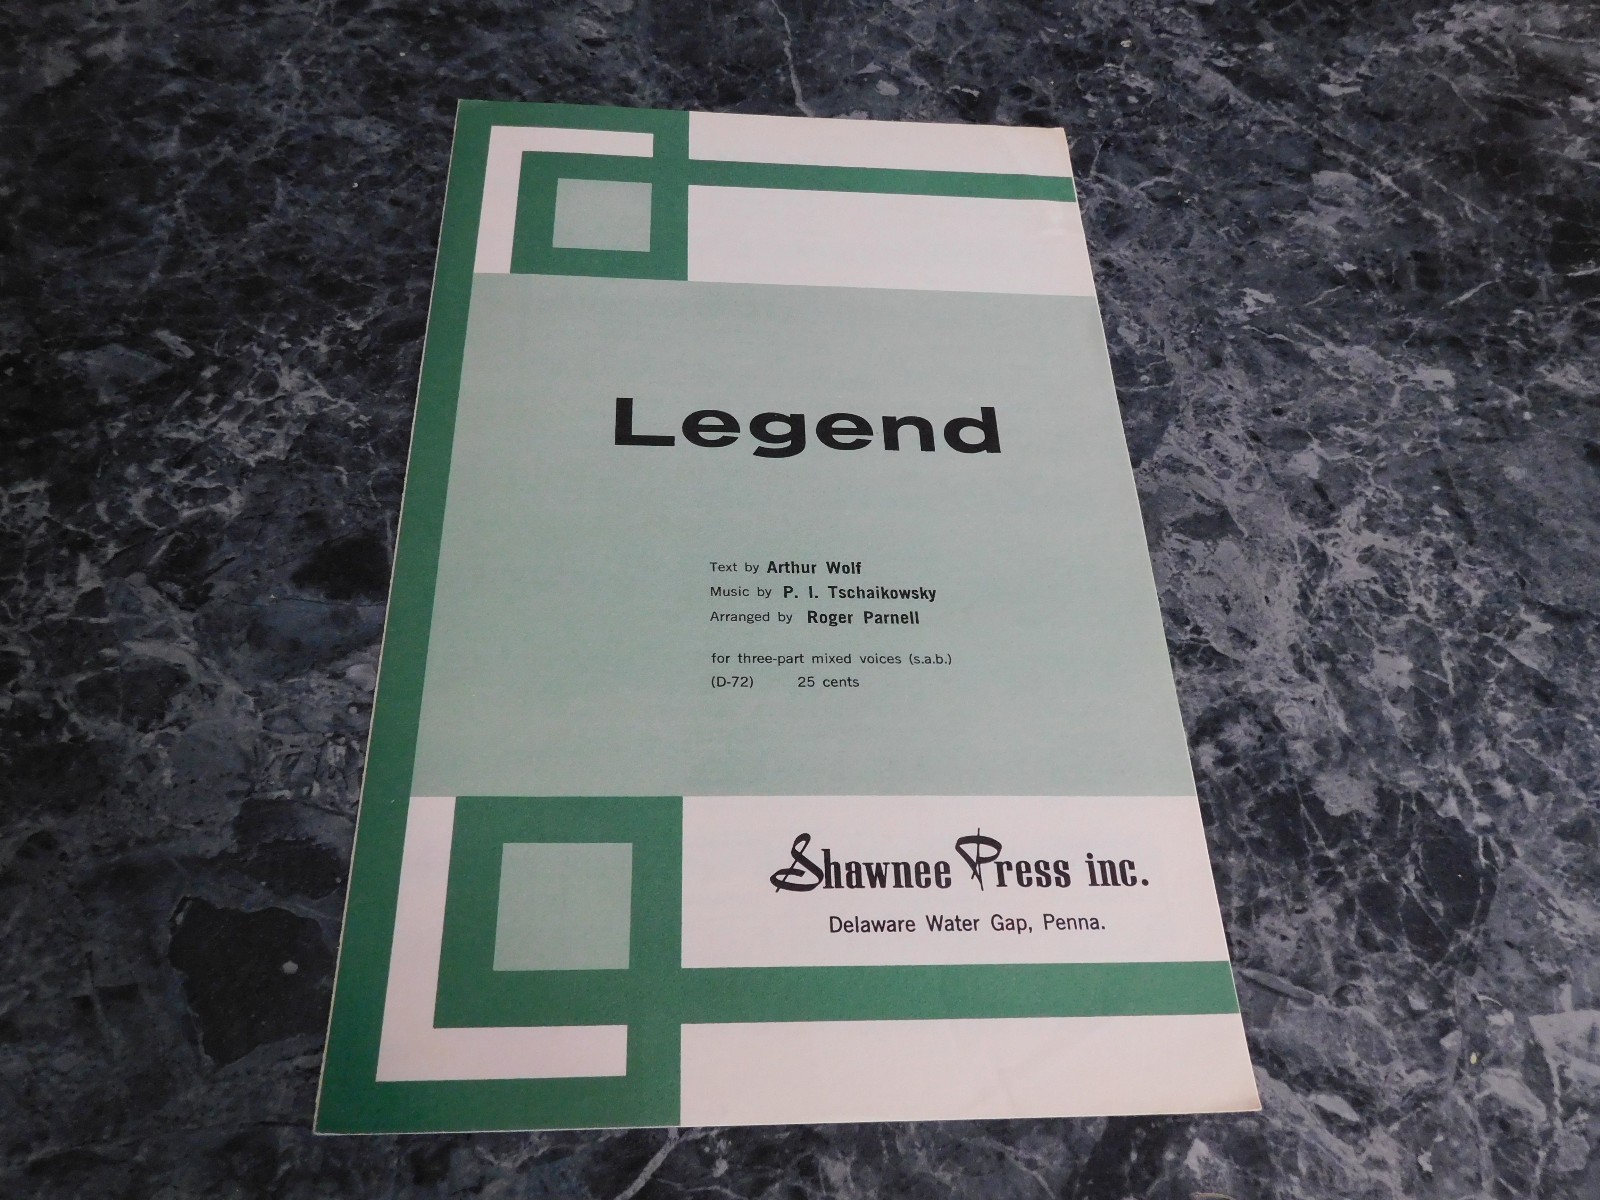 Legend
Text by Arthur Wolf
Music by P. I. Tschaikowsky
Arranged by Roger Parnell
for three-part mixed voices (s.a.b.)
(D-72) 25 cents
Shawnee Press inc.
Delaware Water Gap, Penna.